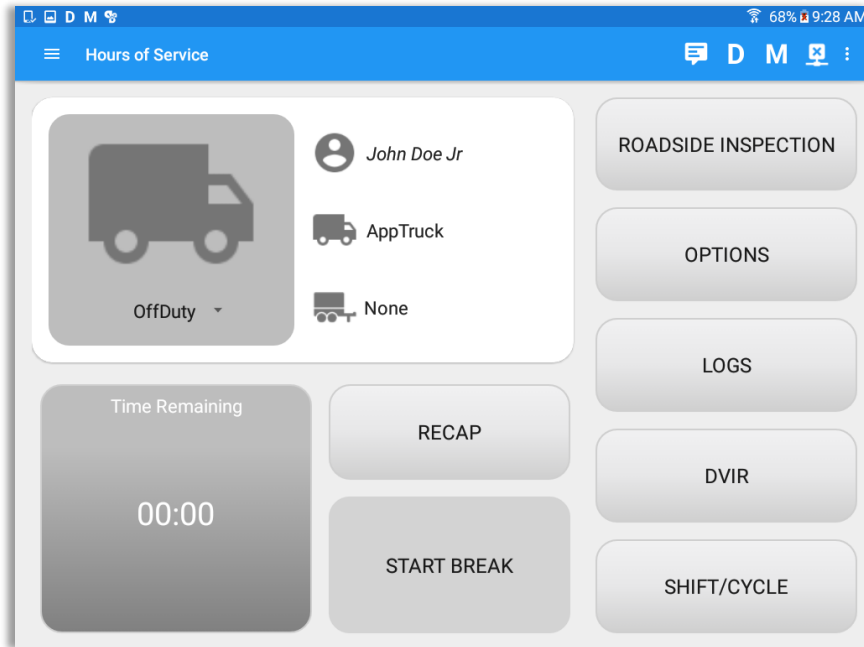 D M 68% 9:28 AM
Hours of Service D M
John Doe Jr
AppTruck
None
OffDuty
Time Remaining
00:00
RECAP
START BREAK
ROADSIDE INSPECTION
OPTIONS
LOGS
DVIR
SHIFT/CYCLE